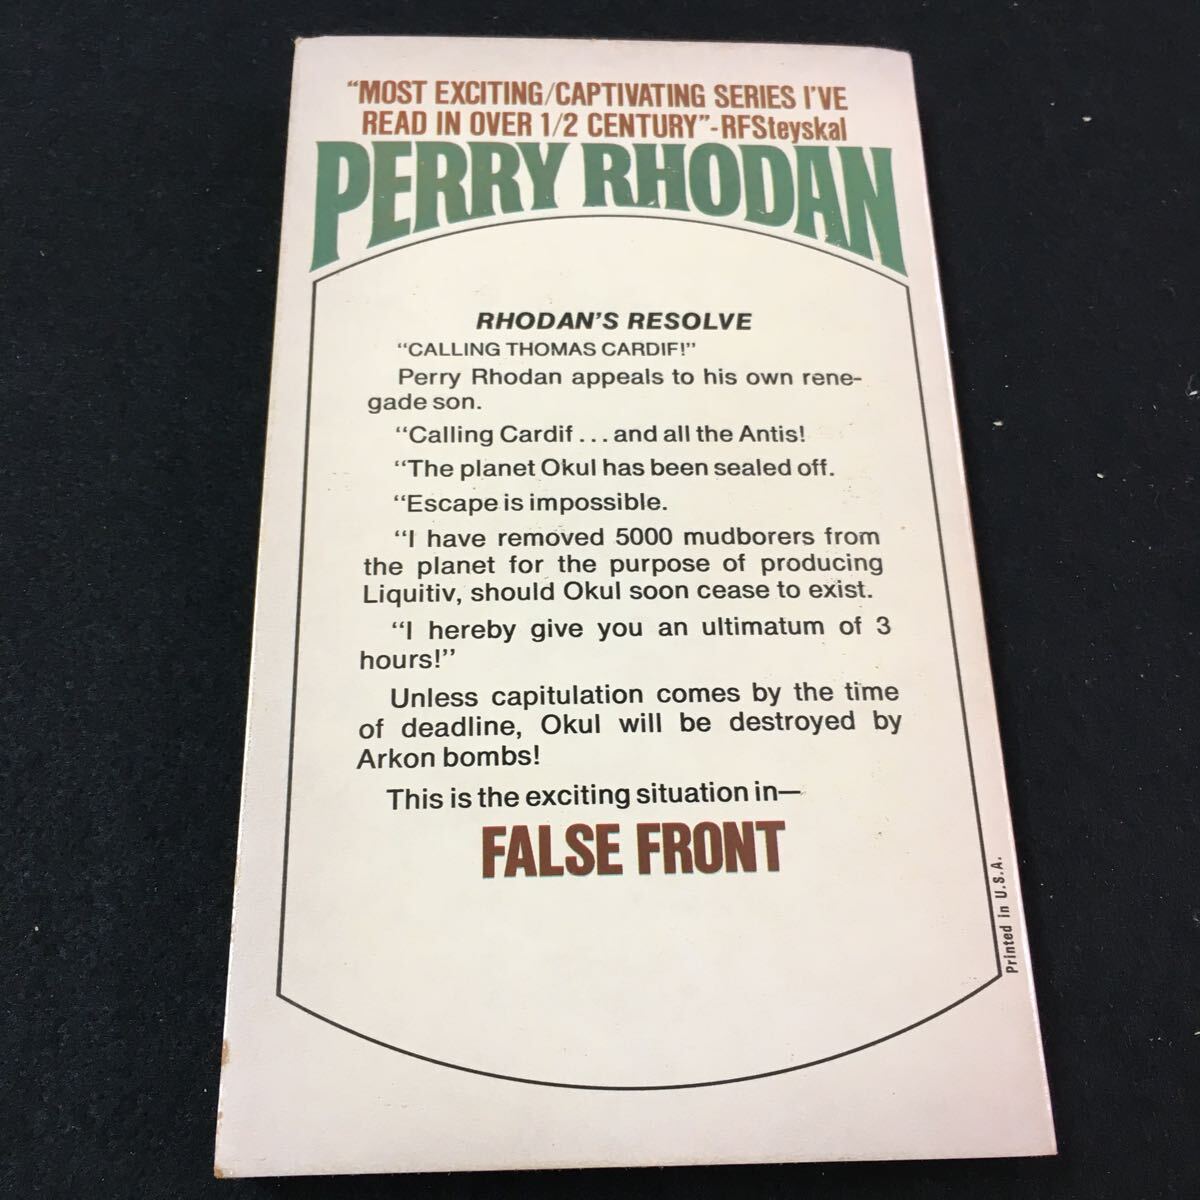 "MOST EXCITING/CAPTIVATING SERIES I'VE
READ IN OVER 1/2 CENTURY"-RFSteyskal
PERRY RHODAN
RHODAN'S RESOLVE
"CALLING THOMAS CARDIF!"
Perry Rhodan appeals to his own rene-
gade son.
"Calling Cardif ... and all the Antis!
"The planet Okul has been sealed off.
"Escape is impossible.
"I have removed 5000 mudborers from
the planet for the purpose of producing
Liquitiv, should Okul soon cease to exist.
"I hereby give you an ultimatum of 3
hours!"
Unless capitulation comes by the time
of deadline, Okul will be destroyed by
Arkon bombs!
This is the exciting situation in—
FALSE FRONT
Printed in U.S.A.